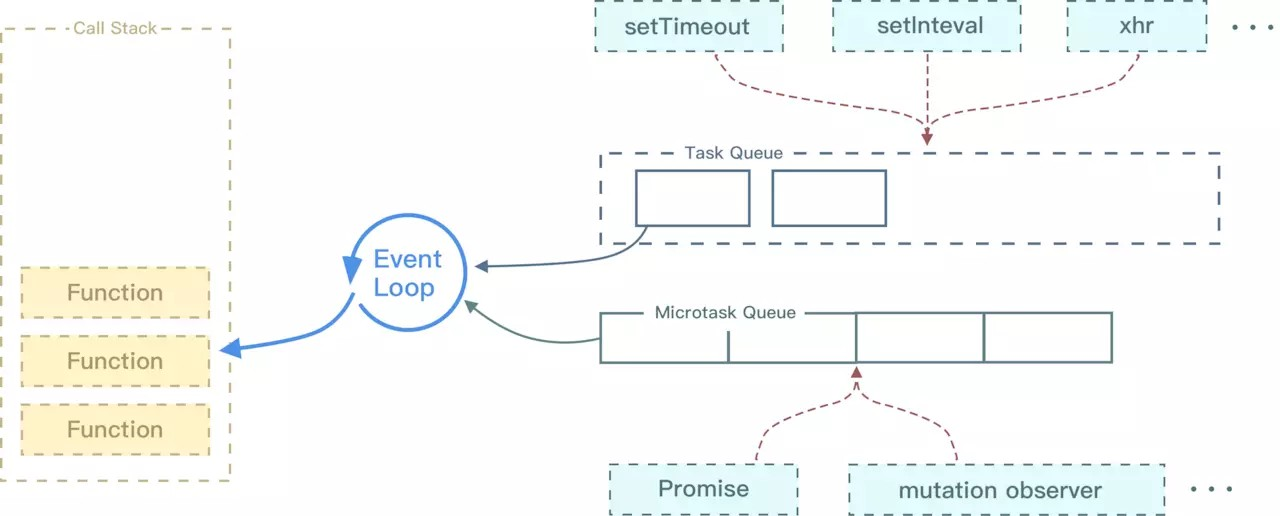 Call Stack
setTimeout
setInteval
xhr
• • •
Task Queue
Event
Loop
Function
Microtask Queue
Function
Function
Promise
mutation observer
• • •